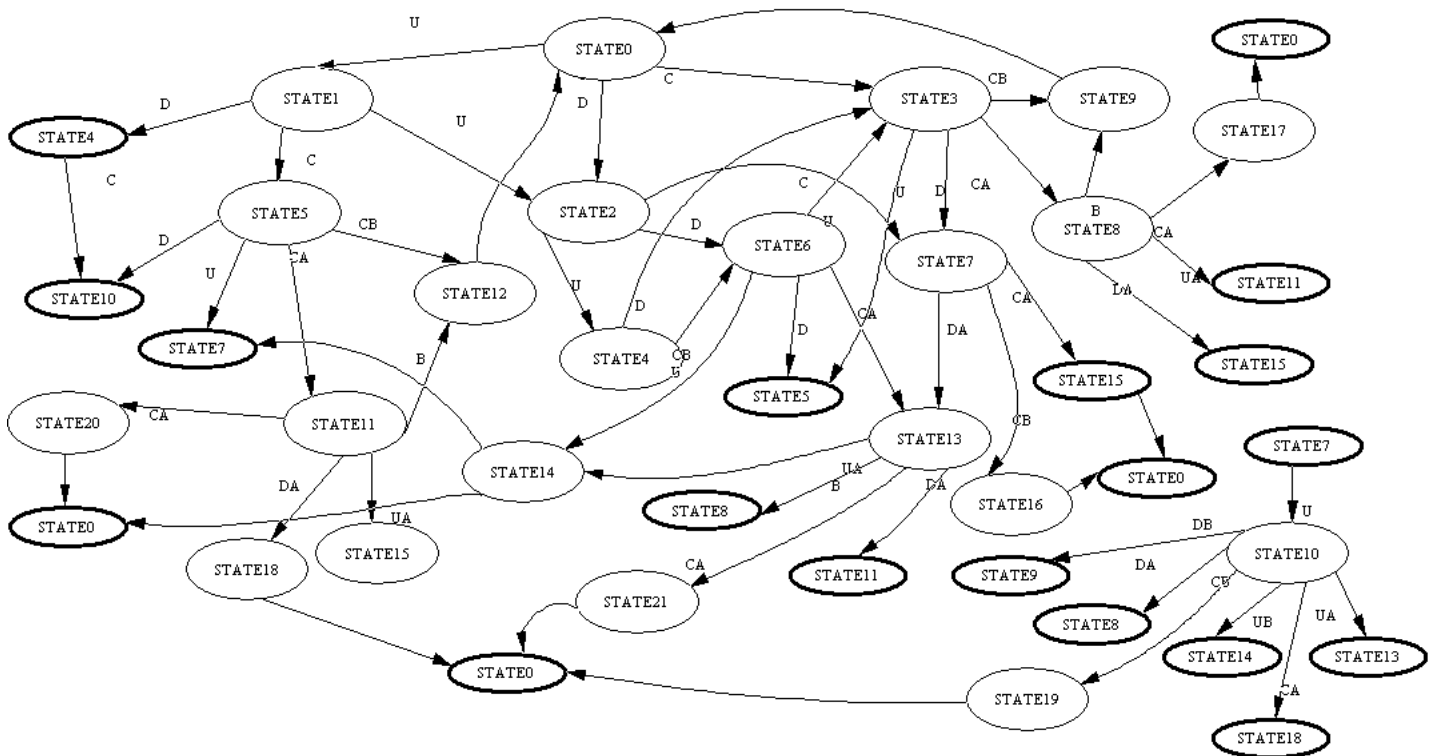 U
STATE0
STATE0
STATE1
C
CB
STATE3
STATE9
D
D
U
STATE4
STATE17
C
C
C
U
D
CA
STATE5
STATE2
B
D
CB
D
U
STATE6
STATE8
CA
U
CA
STATE7
STATE10
STATE12
U
CA
UA
DA
STATE11
D
CA
D
DA
STATE7
B
STATE4
CB
U
STATE15
STATE15
STATE5
STATE20
CA
STATE11
CB
STATE13
STATE7
STATE14
UA
DA
DA
B
STATE16
STATE0
STATE8
U
STATE0
UA
DB
STATE15
STATE10
CA
DA
STATE18
STATE11
STATE9
STATE21
STATE8
UB
UA
STATE14
STATE13
STATE0
CA
STATE19
STATE18